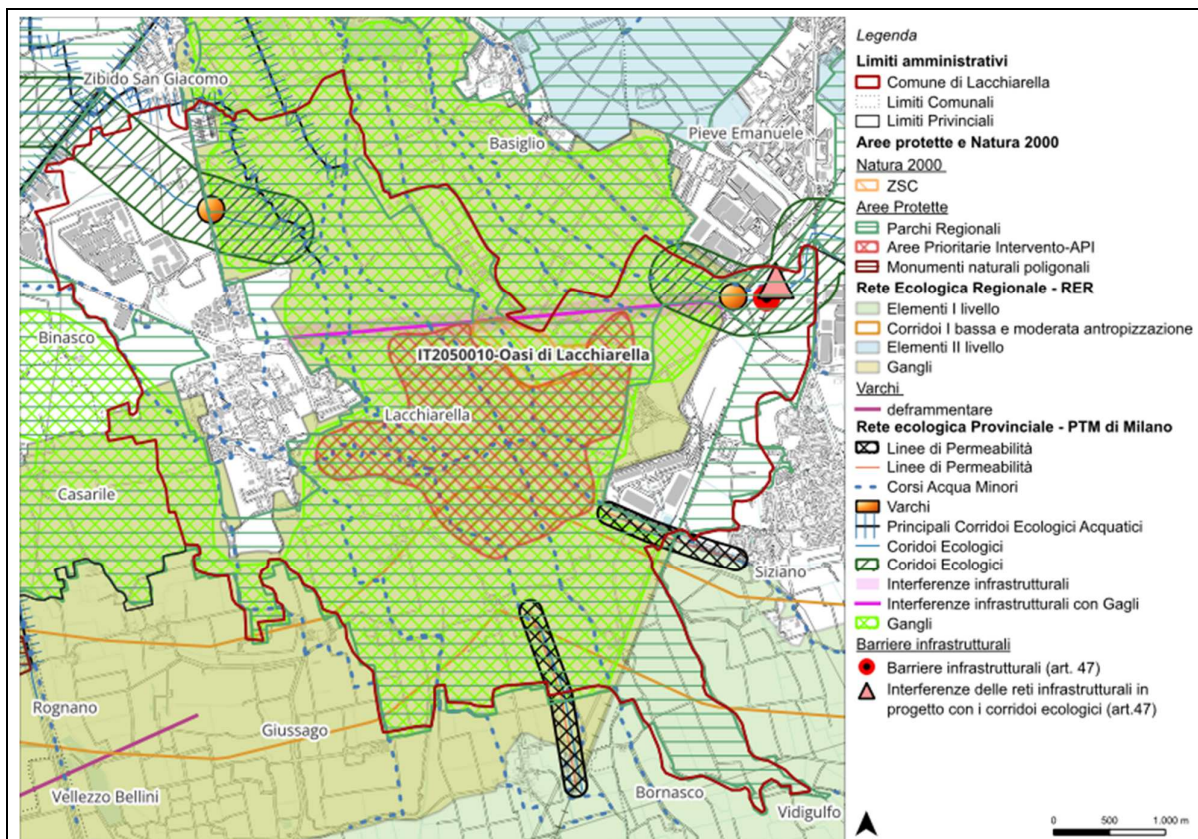 Zibido San Giacomo
Basiglio
Pieve Emanuele
Binasco
IT2050010-Oasi di Lacchiarella
Lacchiarella
Casarile
Siziano
Rognano
Giussago
Vellezzo Bellini
Bornasco
Vidigulfo
Legenda
Limiti amministrativi
Comune di Lacchiarella
Limiti Comunali
Limiti Privinciali
Aree protette e Natura 2000
Natura 2000
ZSC
Aree Protette
Parchi Regionali
Aree Prioritarie Intervento-API
Monumenti naturali poligonali
Rete Ecologica Regionale - RER
Elementi I livello
Corridoi I bassa e moderata antropizzazione
Elementi II livello
Gangli
Varchi
deframmentare
Rete ecologica Provinciale - PTM di Milano
Linee di Permeabilità
Linee di Permeabilità
Corsi Acqua Minori
Varchi
Principali Corridoi Ecologici Acquatici
Coridoi Ecologici
Coridoi Ecologici
Interferenze infrastrutturali
Interferenze infrastrutturali con Gagli
Gangli
Barriere infrastrutturali
Barriere infrastrutturali (art. 47)
Interferenze delle reti infrastrutturali in
progetto con i corridoi ecologici (art.47)
0 500 1.000 m